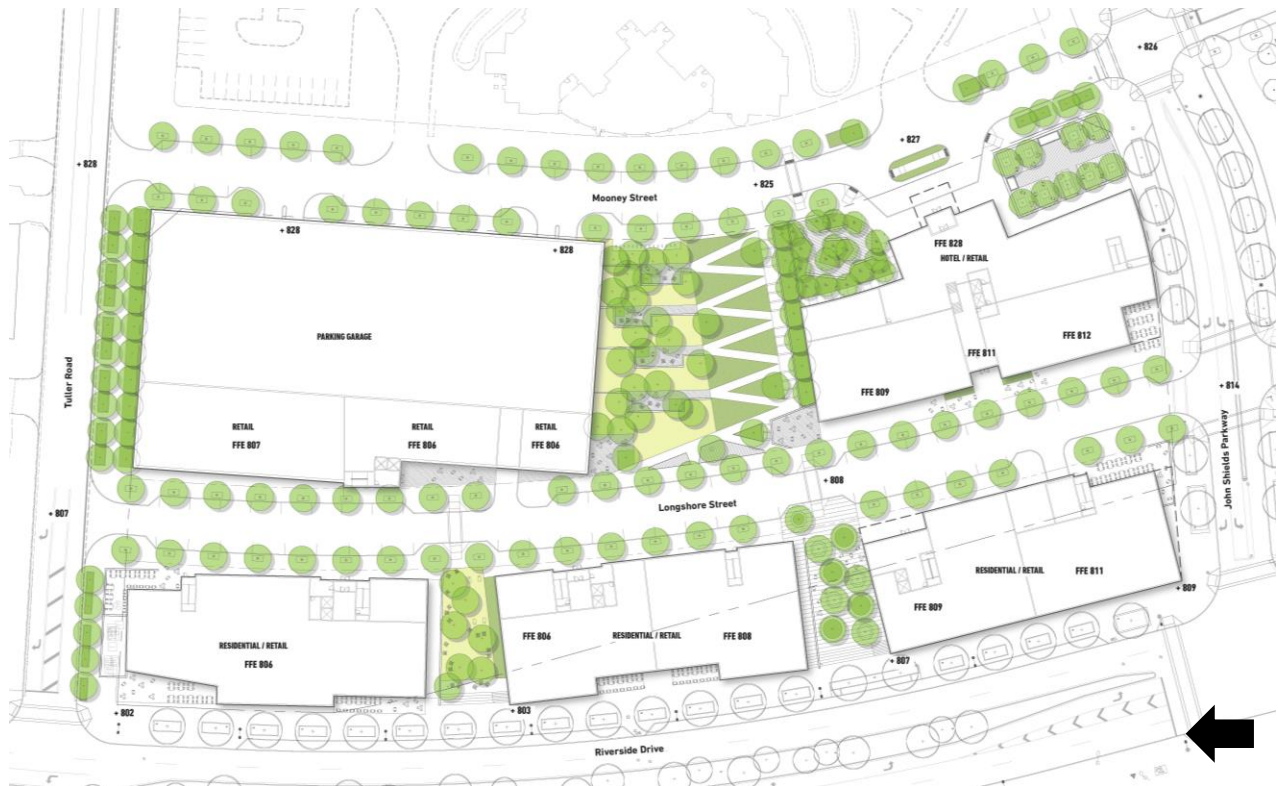 + 826
+ 828
+ 827
+ 825
Mooney Street
+ 828
+ 828
FFE 828
HOTEL / RETAIL
PARKING GARAGE
FFE 812
FFE 811
Tuller Road
FFE 809
+ 814
RETAIL
FFE 807
RETAIL
FFE 806
RETAIL
FFE 806
John Shields Parkway
+ 808
Longshore Street
+ 807
RESIDENTIAL / RETAIL
FFE 811
FFE 809
+ 809
FFE 806
RESIDENTIAL / RETAIL
FFE 808
RESIDENTIAL / RETAIL
FFE 806
+ 807
+ 802
+ 803
Riverside Drive